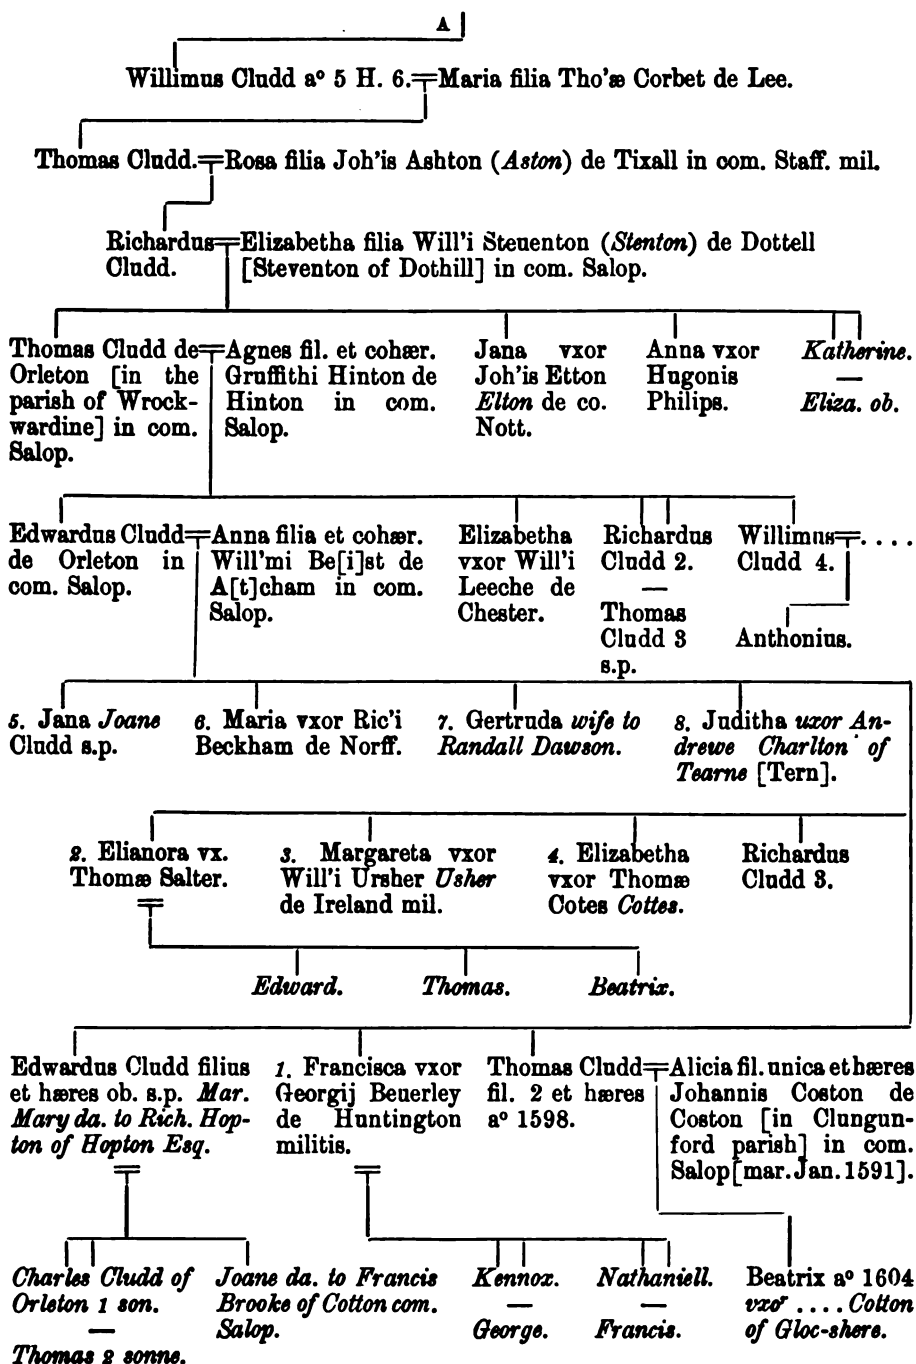 A
Willimus Cludd aº 5 H. 6.=Maria filia Tho'æ Corbet de Lee.
Thomas Cludd.=Rosa filia Joh'is Ashton (Aston) de Tixall in com. Staff. mil.
Richardus=Elizabetha filia Will'i Steuenton (Stenton) de Dottell
Cludd.
[Steventon of Dothill] in com. Salop.
Thomas Cludd de
Orleton [in the
parish of Wrock-
wardine] in com.
Salop.
=Agnes fil. et cohær.
Gruffithi Hinton de
Hinton in com.
Salop.
Jana vxor
Joh'is Etton
Elton de co.
Nott.
Anna vxor
Hugonis
Philips.
Katherine.
—
Eliza. ob.
Edwardus Cludd
de Orleton in
com. Salop.
=Anna filia et cohær.
Will'mi Be[i]st de
A[t]cham in com.
Salop.
Elizabetha
vxor Will'i
Leeche de
Chester.
Richardus
Cludd 2.
—
Thomas
Cludd 3
s.p.
Willimus=. . . .
Cludd 4.
Anthonius.
5. Jana Joane
Cludd s.p.
6. Maria vxor Ric'i
Beckham de Norff.
7. Gertruda wife to
Randall Dawson.
8. Juditha uxor An-
drewe Charlton of
Tearne [Tern].
2. Elianora vx.
Thomæ Salter.
3. Margareta vxor
Will'i Ursher Usher
de Ireland mil.
4. Elizabetha
vxor Thomæ
Cotes Cottes.
Richardus
Cludd 3.
Edward.
Thomas.
Beatrix.
Edwardus Cludd filius
et hæres ob. s.p. Mar.
Mary da. to Rich. Hop-
ton of Hopton Esq.
1. Francisca vxor
Georgij Beuerley
de Huntington
militis.
Thomas Cludd
fil. 2 et hæres
aº 1598.
=Alicia fil. unica et hæres
Johannis Coston de
Coston [in Clungun-
ford parish] in com.
Salop[mar. Jan. 1591].
Charles Cludd of
Orleton 1 son.
—
Thomas 2 sonne.
Joane da. to Francis
Brooke of Cotton com.
Salop.
Kennox.
—
George.
Nathaniell.
—
Francis.
Beatrix aº 1604
vxoʳ . . . . Cotton
of Gloc-shere.